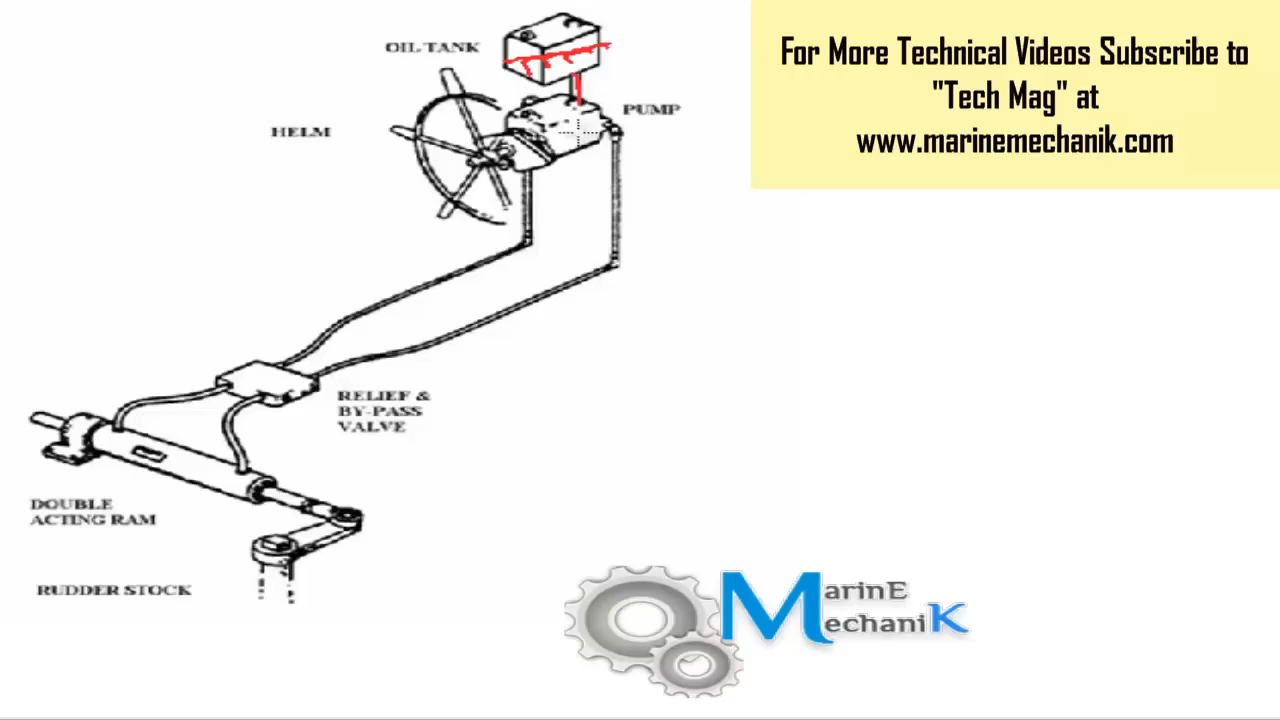 OIL TANK
PUMP
HELM
RELIEF &
BY-PASS
VALVE
DOUBLE
ACTING RAM
RUDDER STOCK
For More Technical Videos Subscribe to
"Tech Mag" at
www.marinemechanik.com
MarinE
MechaniK